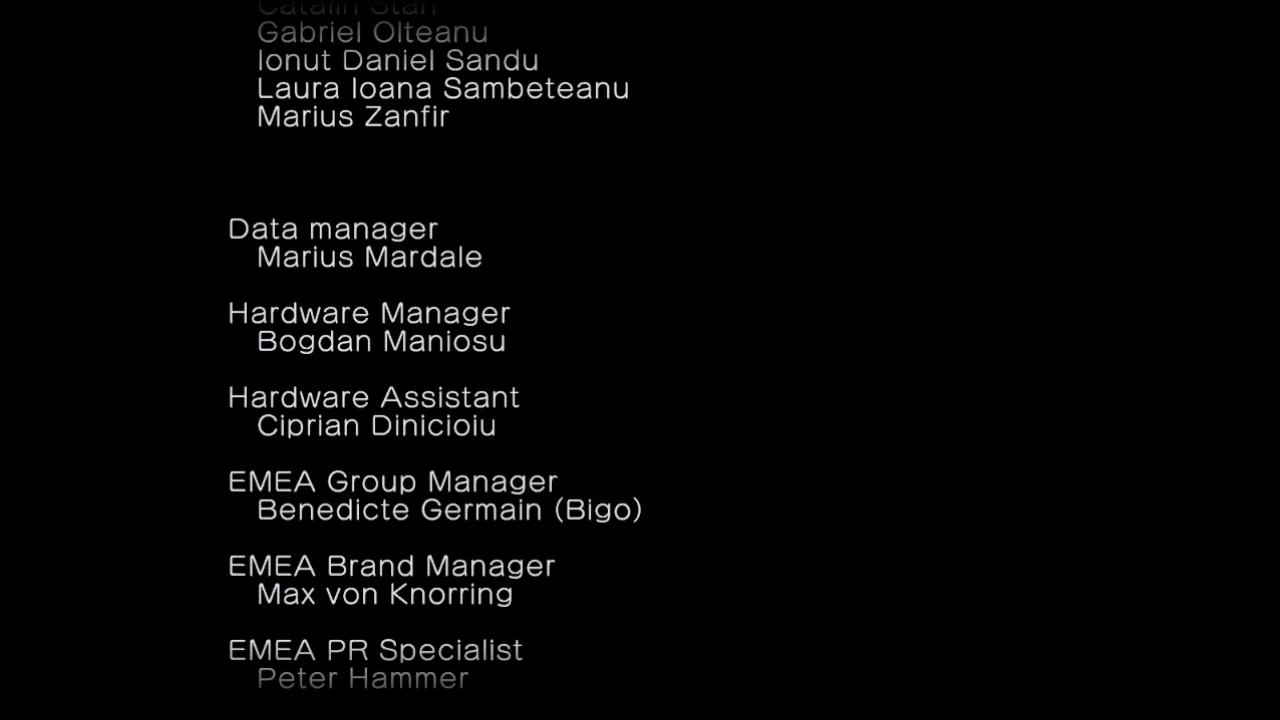 Catalin Stan
Gabriel Olteanu
Ionut Daniel Sandu
Laura Ioana Sambeteanu
Marius Zanfir
Data manager
Marius Mardale
Hardware Manager
Bogdan Maniosu
Hardware Assistant
Ciprian Dinicioiu
EMEA Group Manager
Benedicte Germain (Bigo)
EMEA Brand Manager
Max von Knorring
EMEA PR Specialist
Peter Hammer